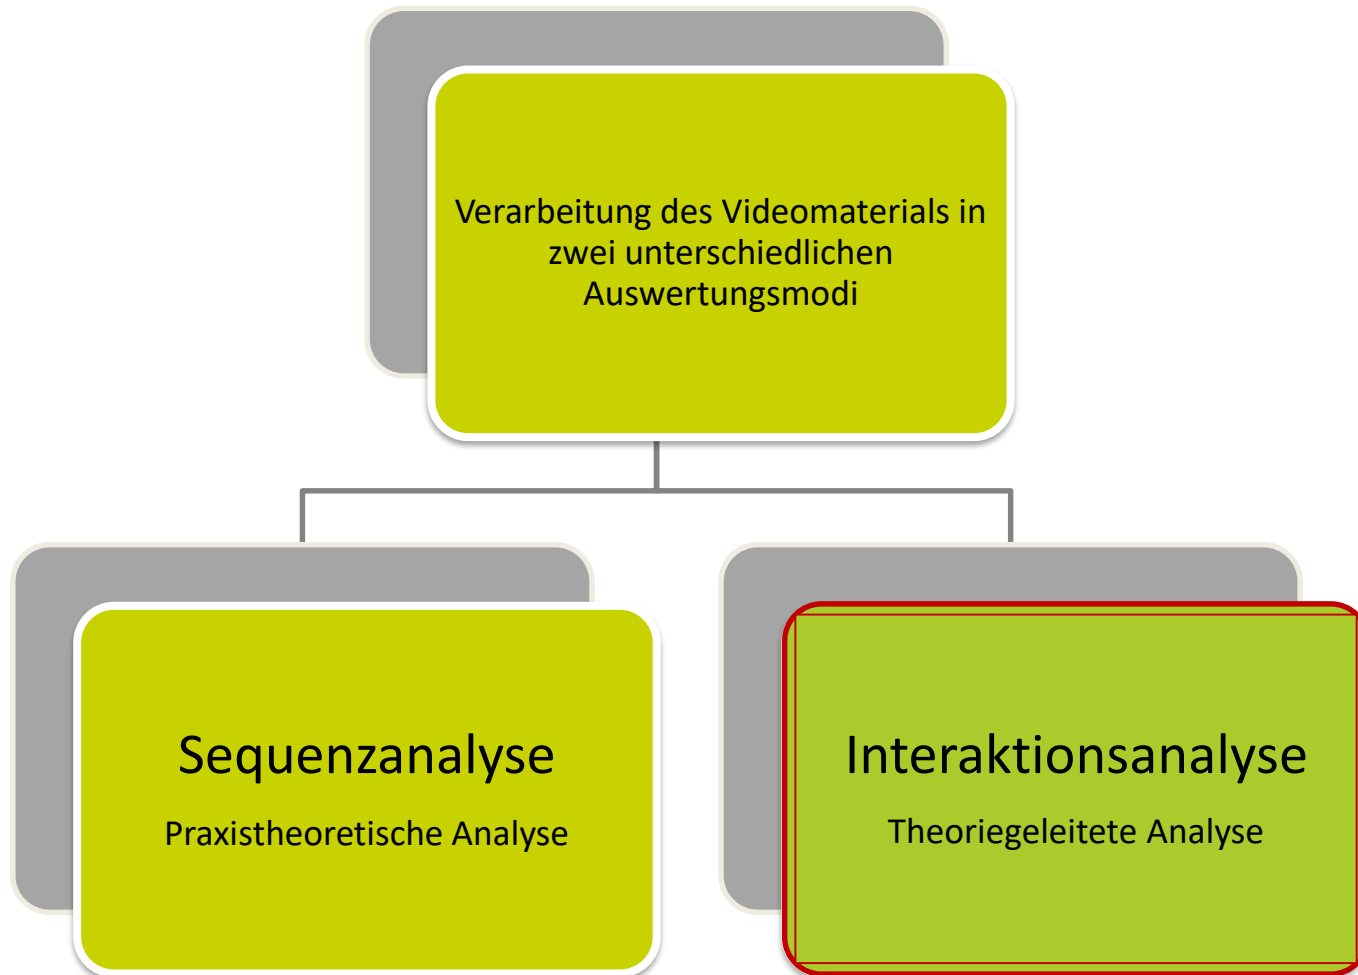 Verarbeitung des Videomaterials in
zwei unterschiedlichen
Auswertungsmodi
Sequenzanalyse
Praxistheoretische Analyse
Interaktionsanalyse
Theoriegeleitete Analyse